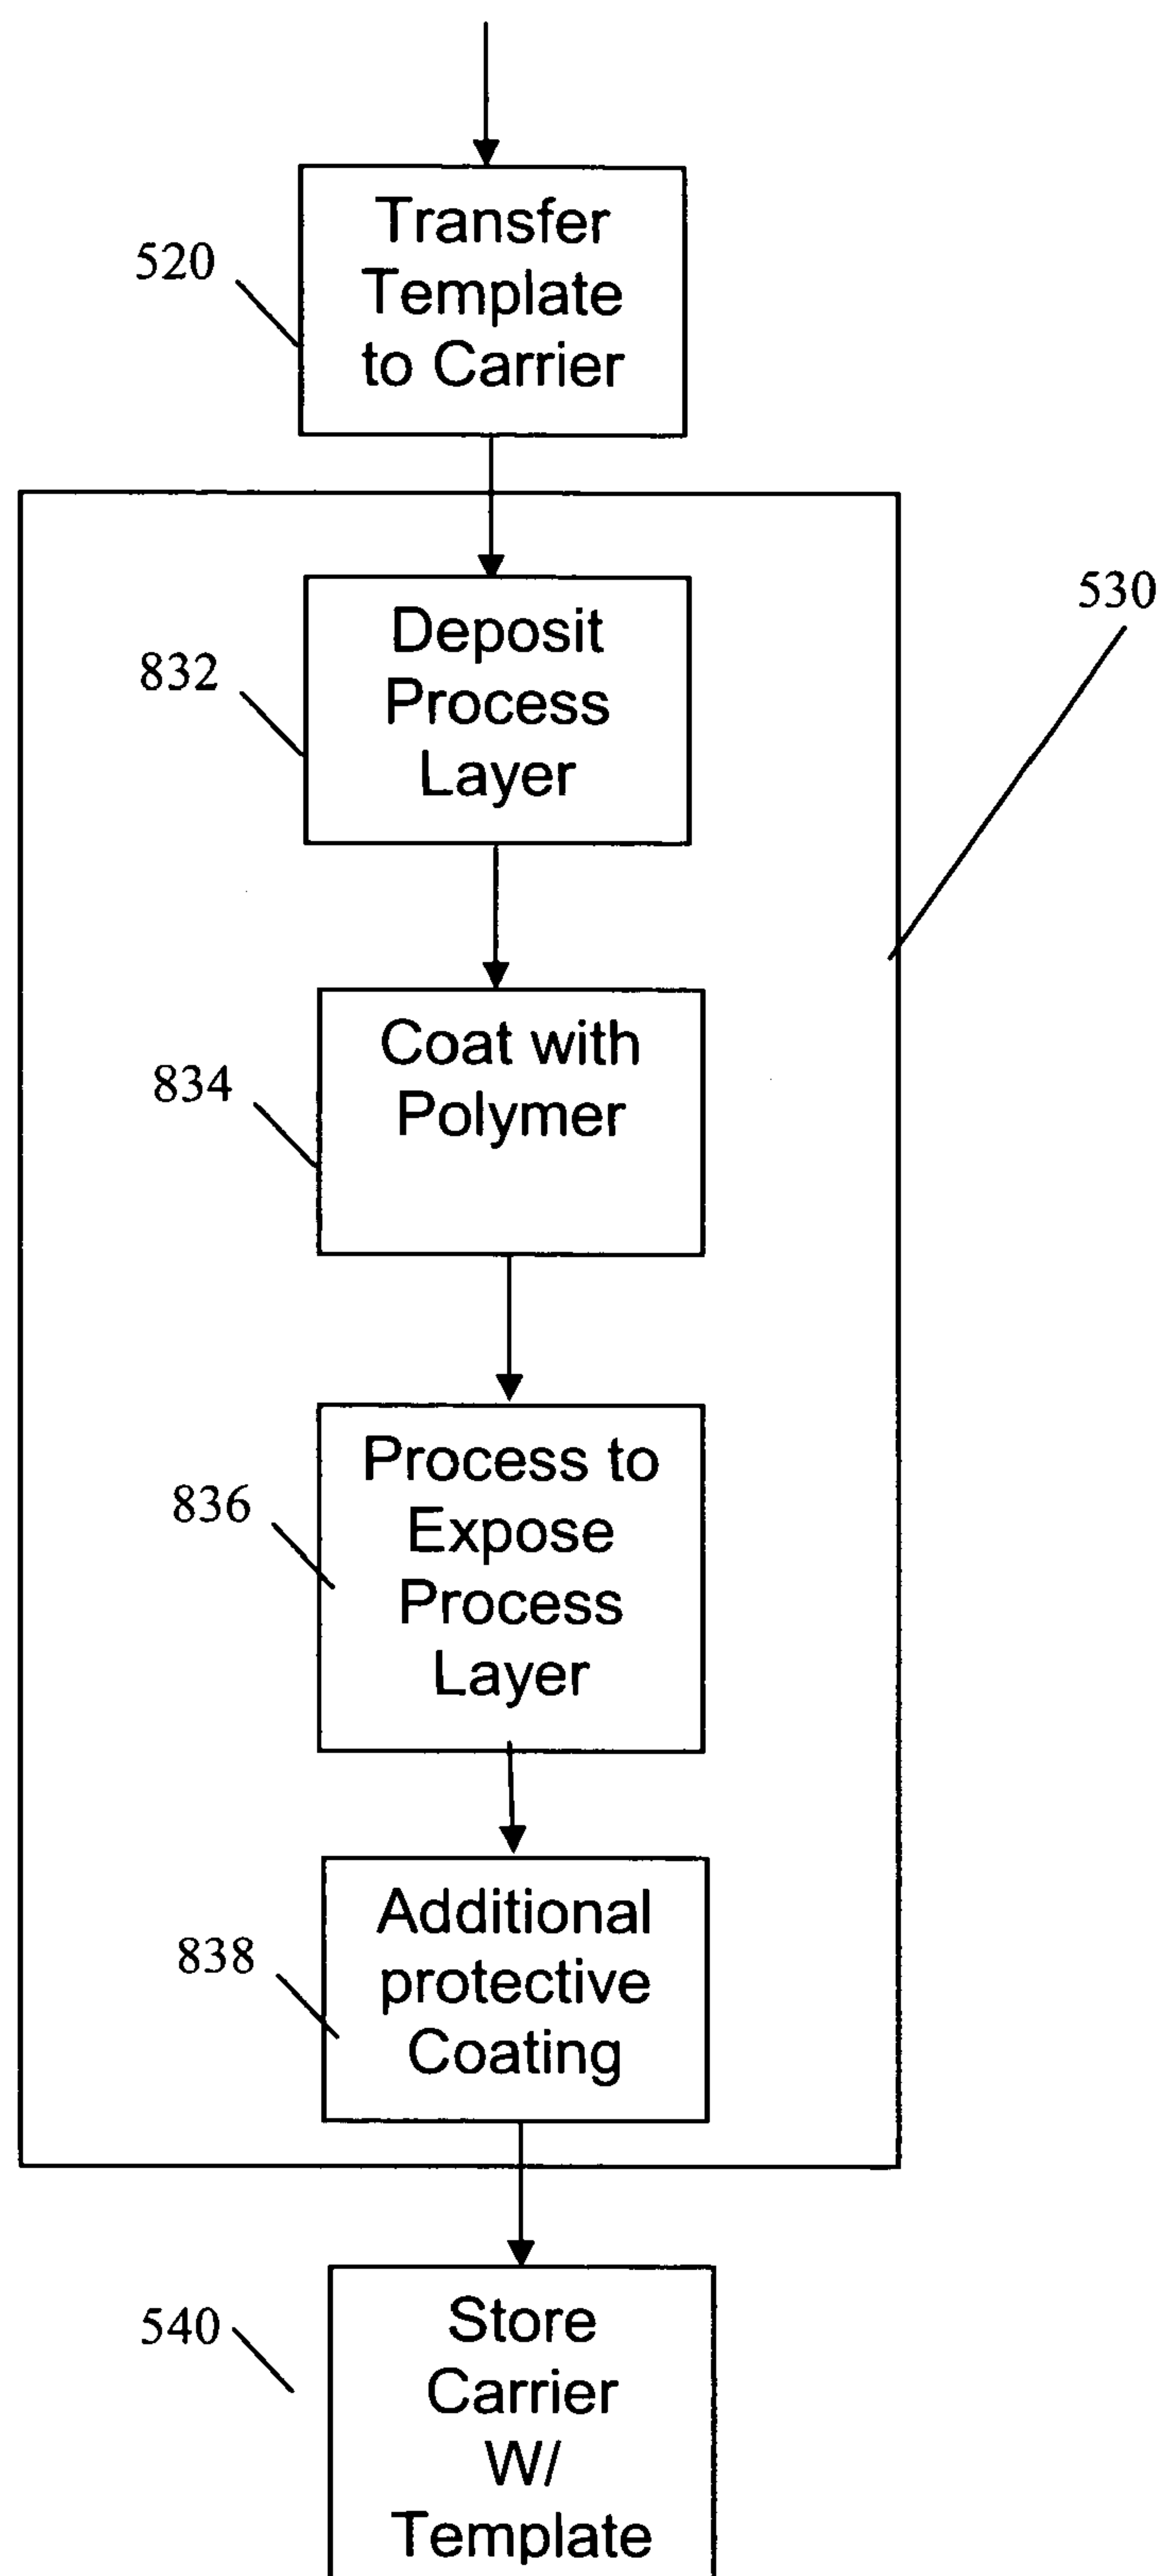 520
Transfer
Template
to Carrier
530
832
Deposit
Process
Layer
834
Coat with
Polymer
836
Process to
Expose
Process
Layer
838
Additional
protective
Coating
540
Store
Carrier
W/
Template